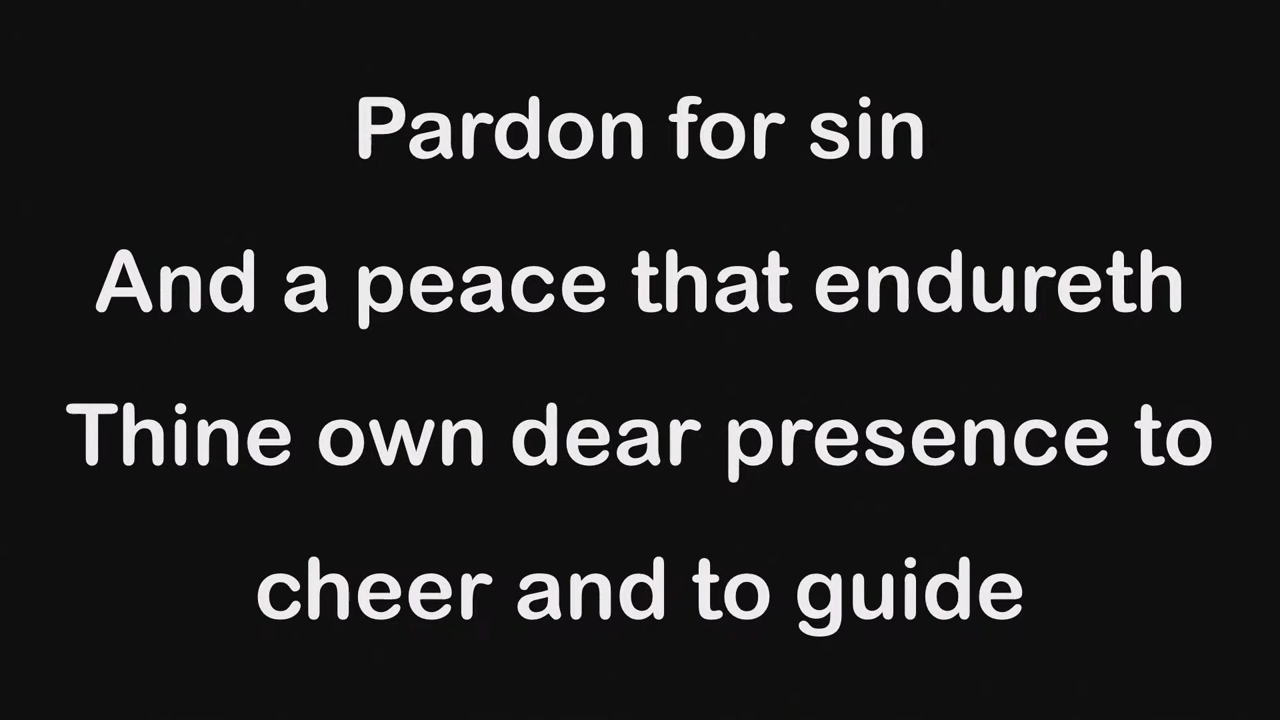 Pardon for sin
And a peace that endureth
Thine own dear presence to
cheer and to guide